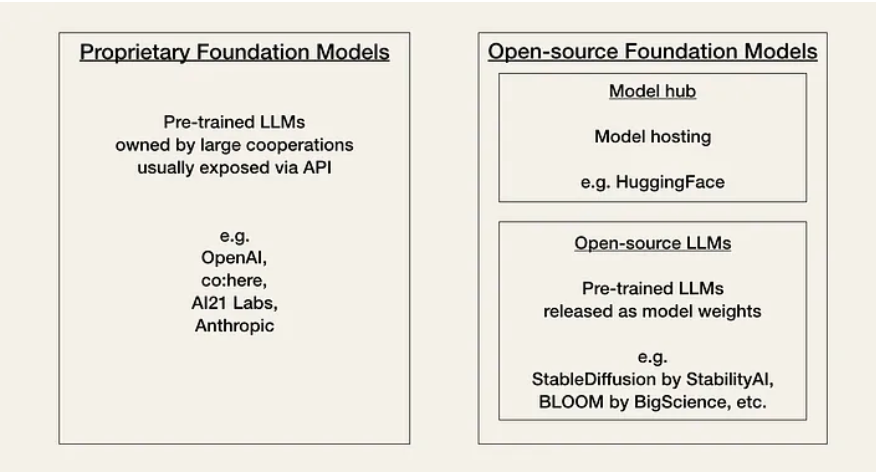 Proprietary Foundation Models
Pre-trained LLMs
owned by large cooperations
usually exposed via API
e.g.
OpenAI,
co:here,
AI21 Labs,
Anthropic
Open-source Foundation Models
Model hub
Model hosting
e.g. HuggingFace
Open-source LLMs
Pre-trained LLMs
released as model weights
e.g.
StableDiffusion by StabilityAI,
BLOOM by BigScience, etc.